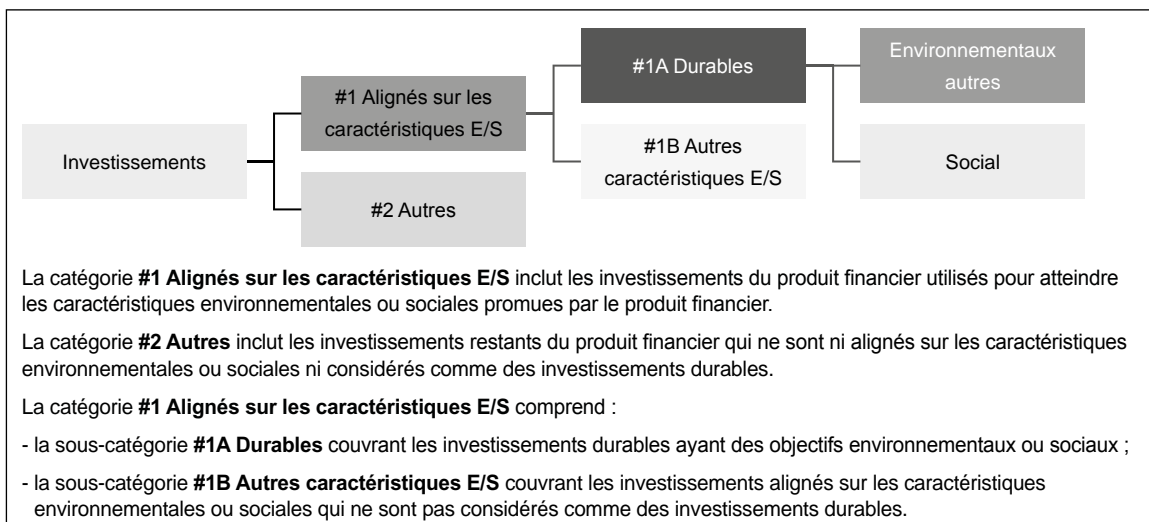 Investissements
#1 Alignés sur les
caractéristiques E/S
#2 Autres
#1A Durables
#1B Autres
caractéristiques E/S
Environnementaux
autres
Social
La catégorie #1 Alignés sur les caractéristiques E/S inclut les investissements du produit financier utilisés pour atteindre
les caractéristiques environnementales ou sociales promues par le produit financier.
La catégorie #2 Autres inclut les investissements restants du produit financier qui ne sont ni alignés sur les caractéristiques
environnementales ou sociales ni considérés comme des investissements durables.
La catégorie #1 Alignés sur les caractéristiques E/S comprend :
- la sous-catégorie #1A Durables couvrant les investissements durables ayant des objectifs environnementaux ou sociaux ;
- la sous-catégorie #1B Autres caractéristiques E/S couvrant les investissements alignés sur les caractéristiques
environnementales ou sociales qui ne sont pas considérés comme des investissements durables.